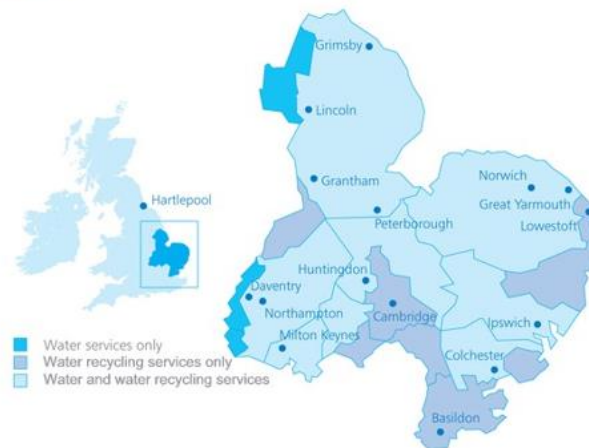 Grimsby
Lincoln
Hartlepool
Grantham
Norwich
Great Yarmouth
Peterborough
Lowestoft
Huntingdon
Daventry
Northampton
Cambridge
Ipswich
Milton Keynes
Colchester
Basildon
Water services only
Water recycling services only
Water and water recycling services